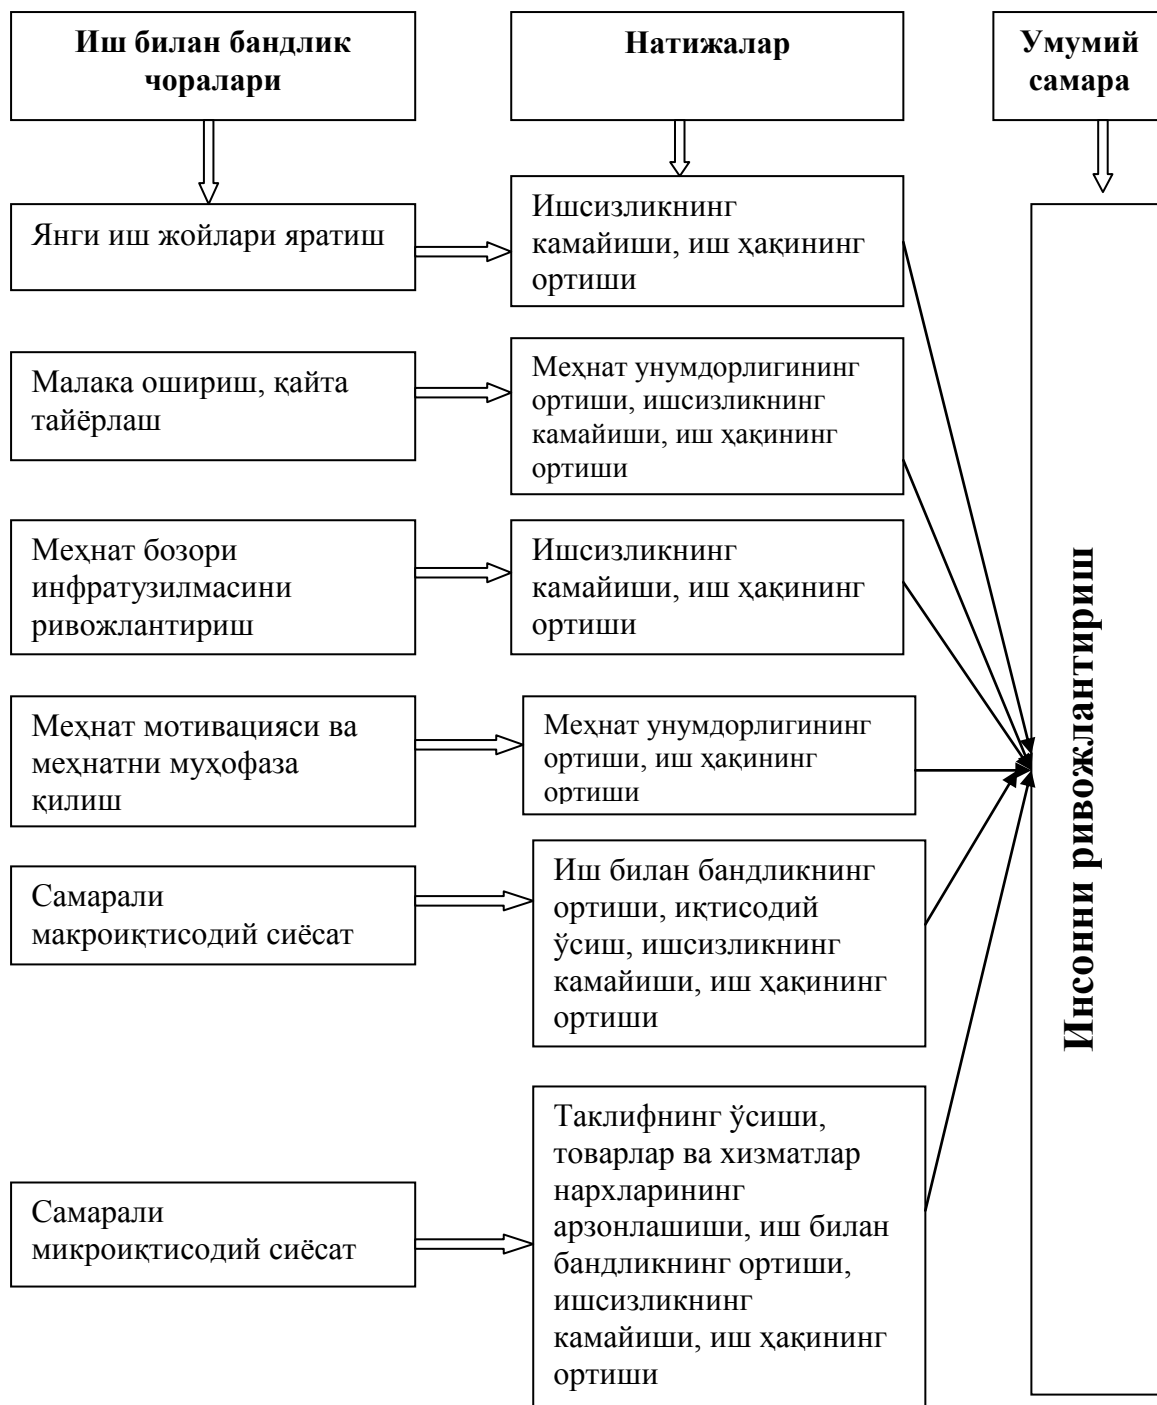 Иш билан бандлик
чоралари
Натижалар
Умумий
самара
Янги иш жойлари яратиш
Ишсизликнинг
камайиши, иш ҳақининг
ортиши
Малака ошириш, қайта
тайёрлаш
Меҳнат унумдорлигининг
ортиши, ишсизликнинг
камайиши, иш ҳақининг
ортиши
Меҳнат бозори
инфратузилмасини
ривожлантириш
Ишсизликнинг
камайиши, иш ҳақининг
ортиши
Меҳнат мотивацияси ва
меҳнатни муҳофаза
қилиш
Меҳнат унумдорлигининг
ортиши, иш ҳақининг
ортиши
Самарали
макроиқтисодий сиёсат
Иш билан бандликнинг
ортиши, иқтисодий
ўсиш, ишсизликнинг
камайиши, иш ҳақининг
ортиши
Самарали
микроиқтисодий сиёсат
Таклифнинг ўсиши,
товарлар ва хизматлар
нархларининг
арзонлашиши, иш билан
бандликнинг ортиши,
ишсизликнинг
камайиши, иш ҳақининг
ортиши
Инсонни ривожлантириш